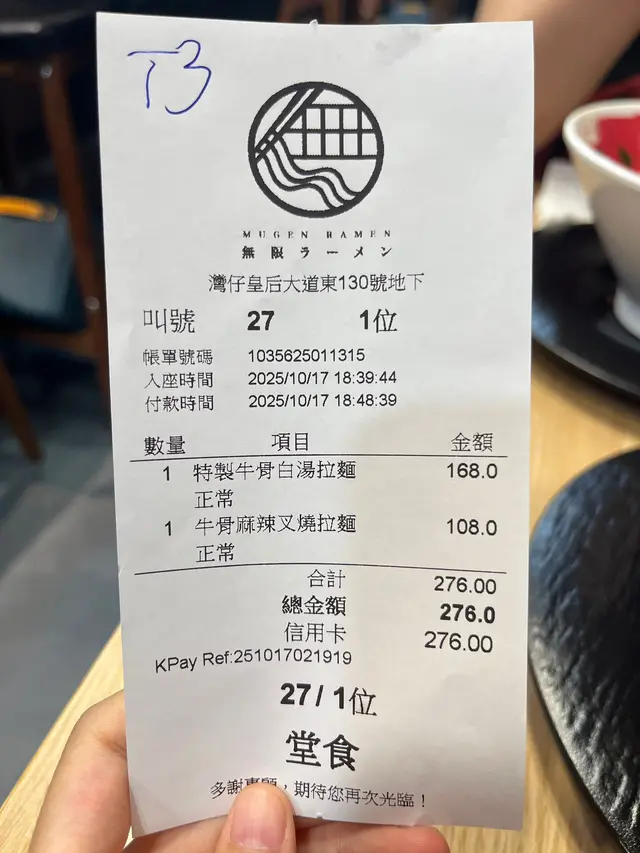 T3
MUGEN RAMEN
無限ラーメン
灣仔皇后大道東130號地下
叫號 27 1位
帳單號碼 1035625011315
入座時間 2025/10/17 18:39:44
付款時間 2025/10/17 18:48:39
數量 項目 金額
1 特製牛骨白湯拉麵 168.0
正常
1 牛骨麻辣叉燒拉麵 108.0
正常
合計 276.00
總金額 276.0
信用卡 276.00
KPay Ref:251017021919
27 / 1位
堂食
多謝惠顧，期待您再次光臨！